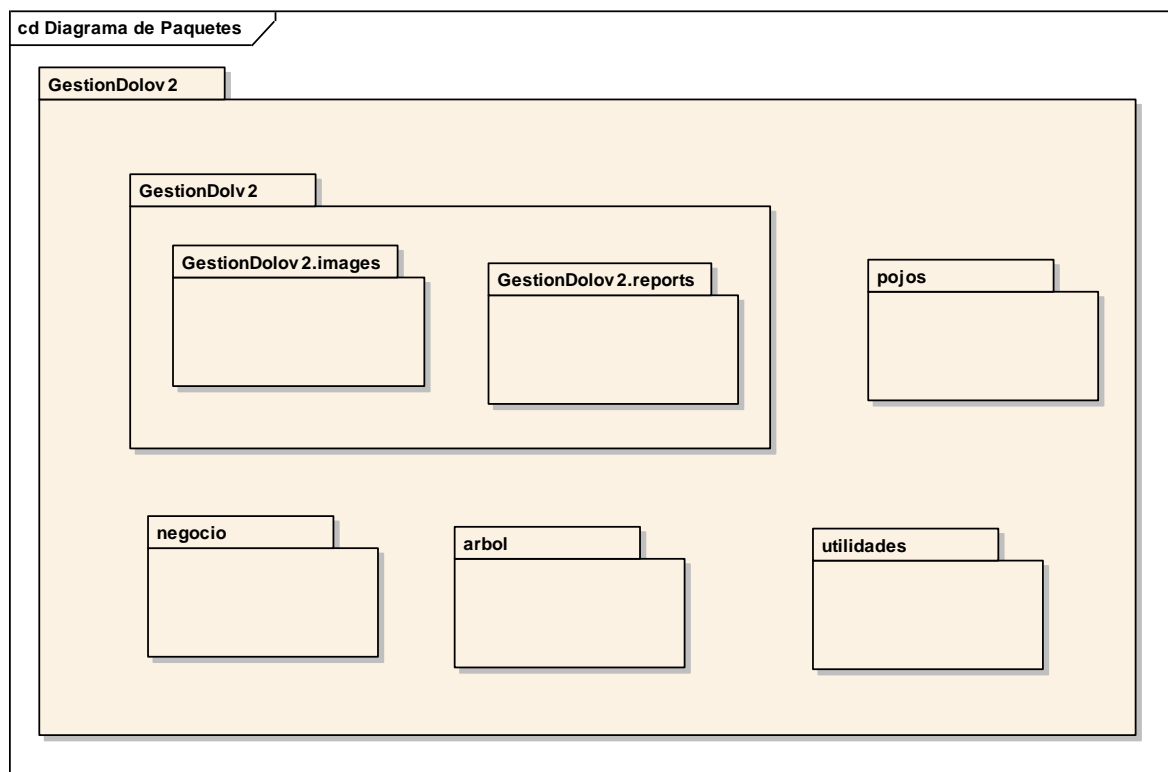 cd Diagrama de Paquetes
GestionDolov2
GestionDolv2
GestionDolov2.images
GestionDolov2.reports
pojos
negocio
arbol
utilidades